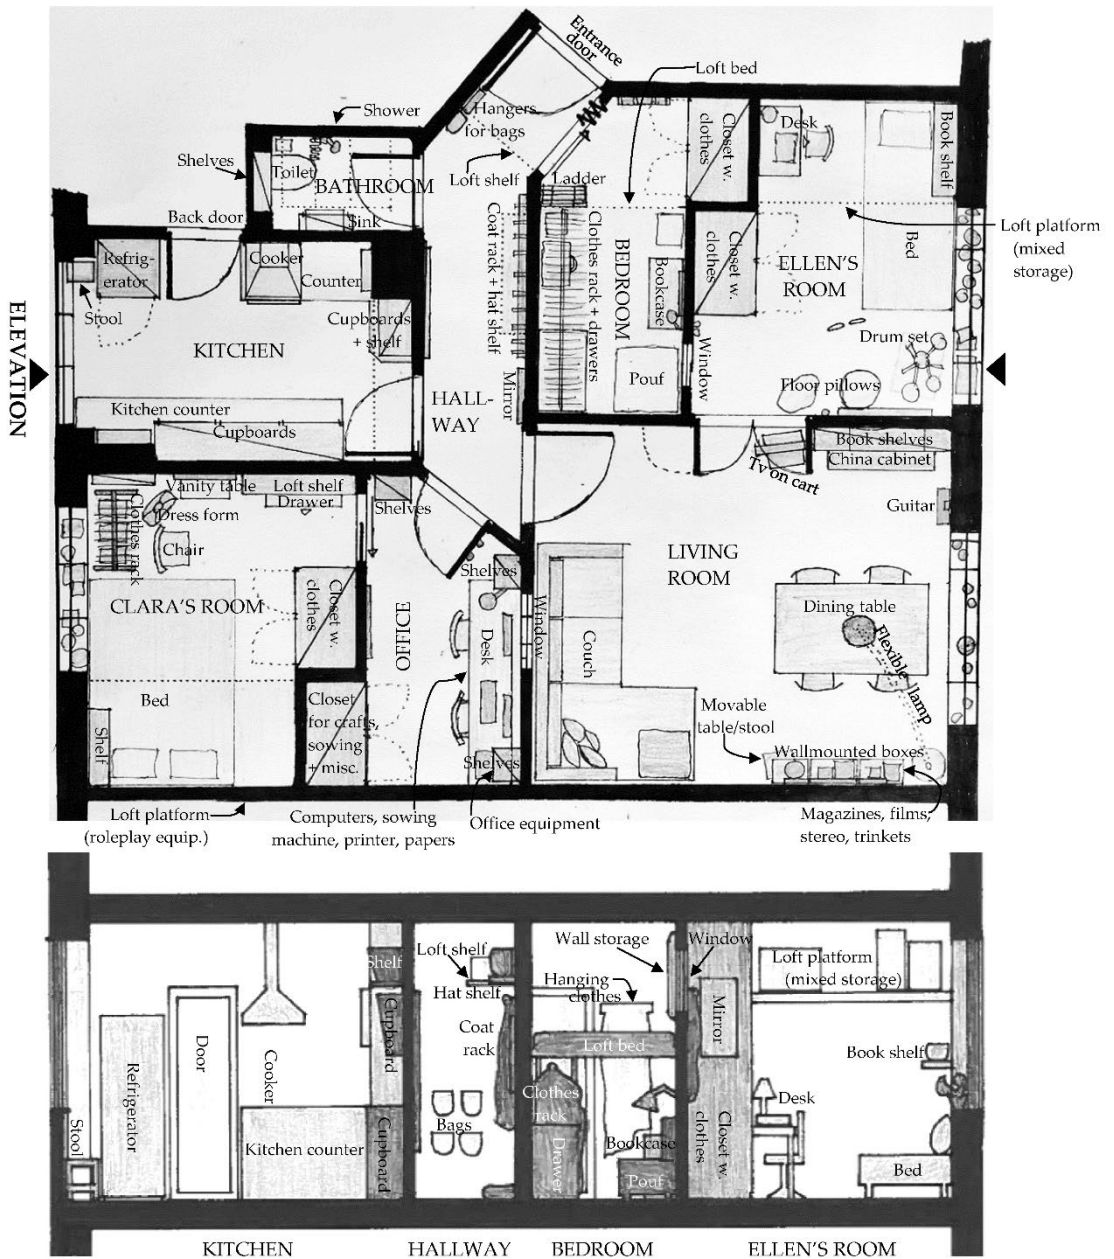 Entrance
door
Loft bed
Shower
Hangers
for bags
Closet w.
clothes
Desk
Book shelf
Shelves
Toilet
BATHROOM
Loft shelf
Ladder
Back door
Sink
Coat rack + hat shelf
Clothes rack + drawers
BEDROOM
Closet w.
clothes
Bed
Loft platform
(mixed
storage)
Refrig-
erator
Cooker
Counter
Bookcase
ELLEN'S
ROOM
ELEVATION
Stool
Cupboards
+ shelf
KITCHEN
Window
Drum set
Mirror
Pouf
Floor pillows
HALL-
WAY
Kitchen counter
Cupboards
Book shelves
China cabinet
Tv on cart
Vanity table
Loft shelf
Drawer
Shelves
Guitar
Clothes rack
Dress form
Chair
LIVING
ROOM
Shelves
CLARA'S ROOM
Closet w.
clothes
OFFICE
Desk
Window
Couch
Dining table
Flexible lamp
Bed
Closet
for crafts,
sowing
+ misc.
Movable
table/stool
Shelf
Shelves
Wallmounted boxes
Loft platform
(roleplay equip.)
Computers, sowing
machine, printer, papers
Office equipment
Magazines, films,
stereo, trinkets
Shelf
Loft shelf
Hat shelf
Wall storage
Window
Hanging
clothes
Loft platform
(mixed storage)
Mirror
Door
Cupboard
Coat
rack
Loft bed
Refrigerator
Cooker
Book shelf
Clothes
rack
Desk
Stool
Kitchen counter
Cupboard
Bags
Drawer
Bookcase
Pouf
Closet w.
clothes
Bed
KITCHEN
HALLWAY
BEDROOM
ELLEN'S ROOM